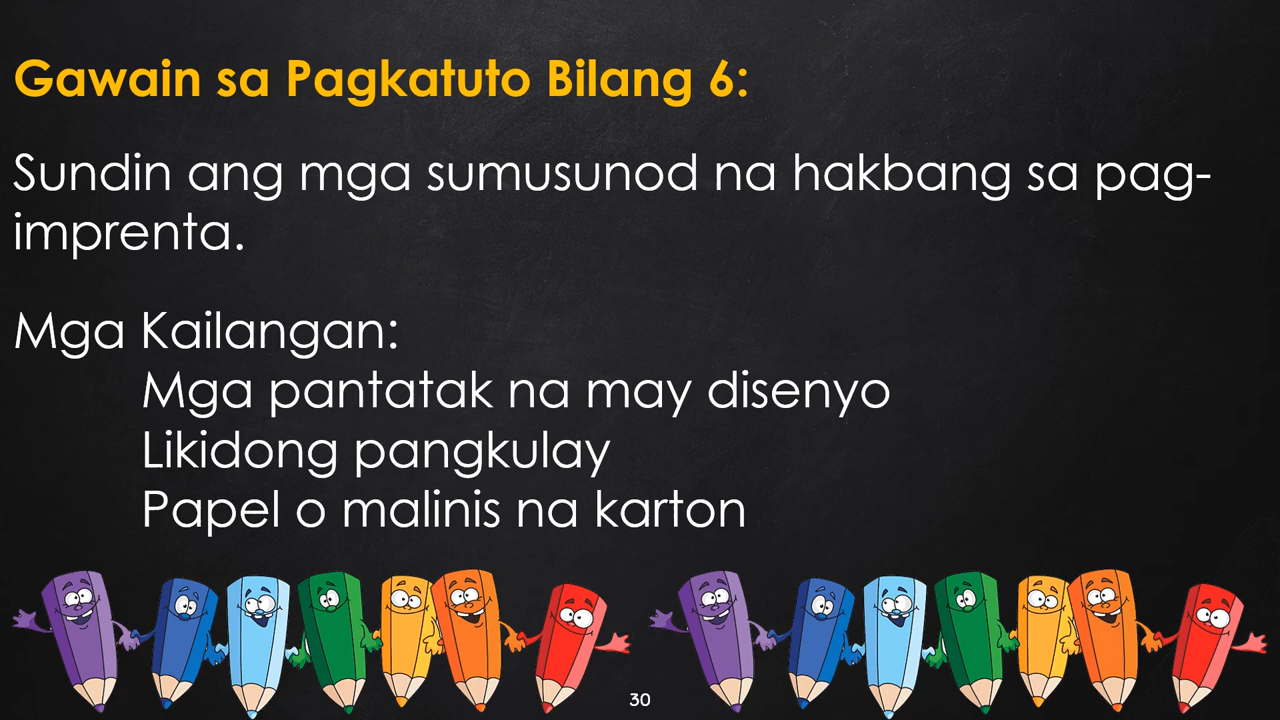 Gawain sa Pagkatuto Bilang 6:
Sundin ang mga sumusunod na hakbang sa pag-
imprenta.
Mga Kailangan:
Mga pantatak na may disenyo
Likidong pangkulay
Papel o malinis na karton
30